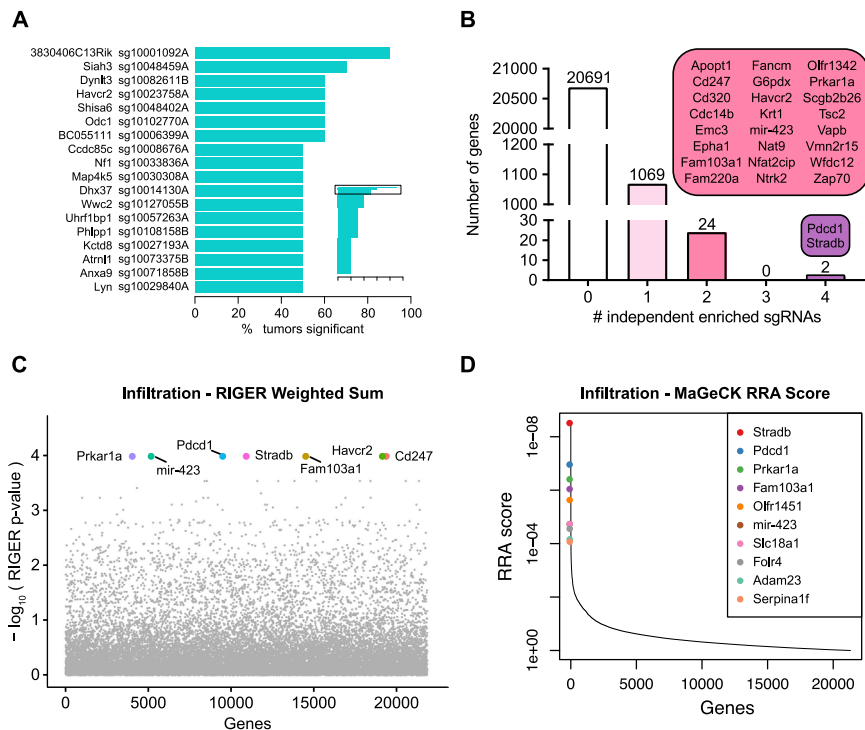 A
3830406C13Rik sg10001092A
Siah3 sg10048459A
Dynlt3 sg10082611B
Havcr2 sg10023758A
Shisa6 sg10048402A
Odc1 sg10102770A
BC055111 sg10006399A
Ccdc85c sg10008676A
Nf1 sg10033836A
Map4k5 sg10030308A
Dhx37 sg10014130A
Wwc2 sg10127055B
Uhrf1bp1 sg10057263A
Phlpp1 sg10108158B
Kctd8 sg10027193A
Atrnl1 sg10073375B
Anxa9 sg10071858B
Lyn sg10029840A
0 20 40 60 80 100
% tumors significant
B
Number of genes
21000
20500
20000
1200
1100
1000
30
20
10
0
20691
1069
24
0
2
Apopt1 Fancm Olfr1342
Cd247 G6pdx Prkar1a
Cd320 Havcr2 Scgb2b26
Cdc14b Krt1 Tsc2
Emc3 mir-423 Vapb
Epha1 Nat9 Vmn2r15
Fam103a1 Nfat2cip Wfdc12
Fam220a Ntrk2 Zap70
Pdcd1
Stradb
0 1 2 3 4
# independent enriched sgRNAs
C
Infiltration - RIGER Weighted Sum
− log10 ( RIGER p-value )
4
3
2
1
0
Prkar1a
mir-423
Pdcd1
Stradb
Fam103a1
Havcr2
Cd247
0 5000 10000 15000 20000
Genes
D
Infiltration - MaGeCK RRA Score
RRA score
1e−08
1e−04
1e+00
Stradb
Pdcd1
Prkar1a
Fam103a1
Olfr1451
mir-423
Slc18a1
Folr4
Adam23
Serpina1f
0 5000 10000 15000 20000
Genes